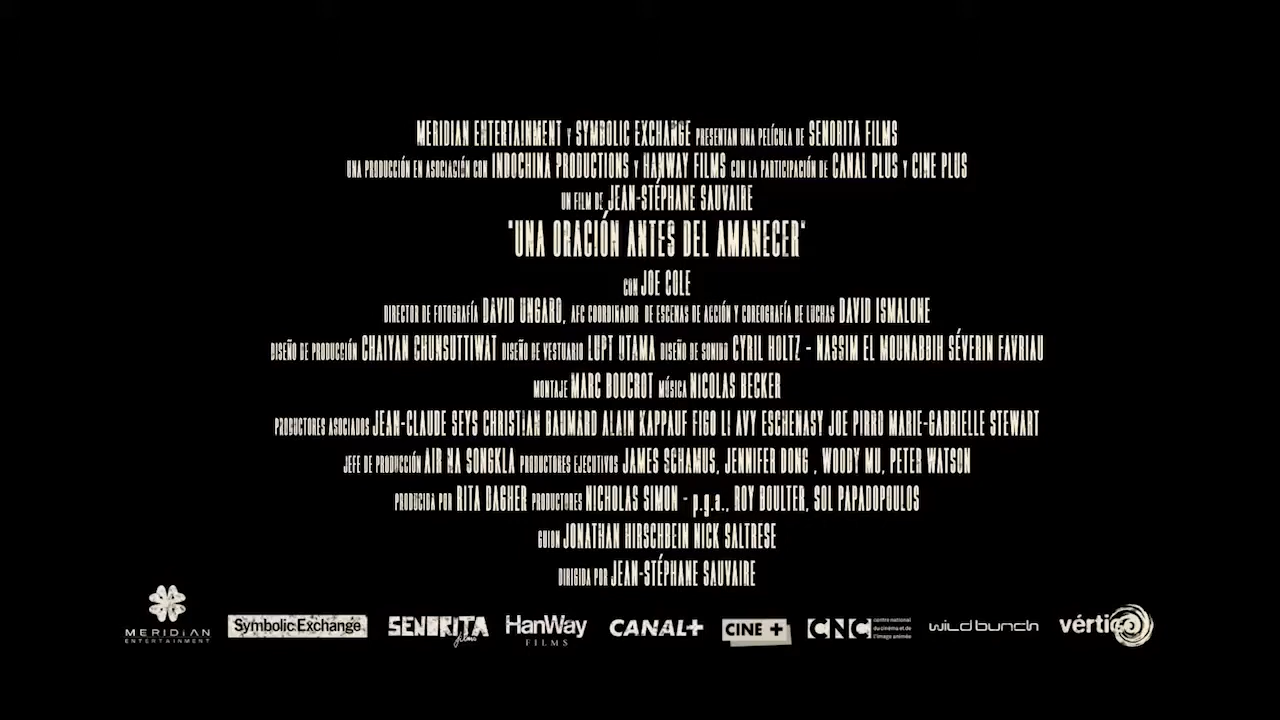 MERIDIAN ENTERTAINMENT Y SYMBOLIC EXCHANGE PRESENTAN UNA PELÍCULA DE SENORITA FILMS
UNA PRODUCCIÓN EN ASOCIACIÓN CON INDOCHINA PRODUCTIONS Y HANWAY FILMS CON LA PARTICIPACIÓN DE CANAL PLUS Y CINE PLUS
UN FILM DE JEAN-STÉPHANE SAUVAIRE
"UNA ORACIÓN ANTES DEL AMANECER"
CON JOE COLE
DIRECTOR DE FOTOGRAFÍA DAVID UNGARO, AFC COORDINADOR DE ESCENAS DE ACCIÓN Y COREOGRAFÍA DE LUCHAS DAVID ISMALONE
DISEÑO DE PRODUCCIÓN CHAIYAN CHUNSUTTIWAT DISEÑO DE VESTUARIO LUPT UTAMA DISEÑO DE SONIDO CYRIL HOLTZ - NASSIM EL MOUNABBIH SÉVERIN FAVRIAU
MONTAJE MARC BOUCROT MÚSICA NICOLAS BECKER
PRODUCTORES ASOCIADOS JEAN-CLAUDE SEYS CHRISTIAN BAUMARD ALAIN KAPPAUF FIGO LI AVY ESCHENASY JOE PIRRO MARIE-GABRIELLE STEWART
JEFE DE PRODUCCIÓN AIR NA SONGKLA PRODUCTORES EJECUTIVOS JAMES SCHAMUS, JENNIFER DONG , WOODY MU, PETER WATSON
PRODUCIDA POR RITA DAGHER PRODUCTORES NICHOLAS SIMON - p.g.a., ROY BOULTER, SOL PAPADOPOULOS
GUION JONATHAN HIRSCHBEIN NICK SALTRESE
DIRIGIDA POR JEAN-STÉPHANE SAUVAIRE
MERIDIAN ENTERTAINMENT
Symbolic Exchange
SENORITA films
HanWay FILMS
CANAL+
CINE +
CNC centre national du cinéma et de l'image animée
wild bunch
vértigo